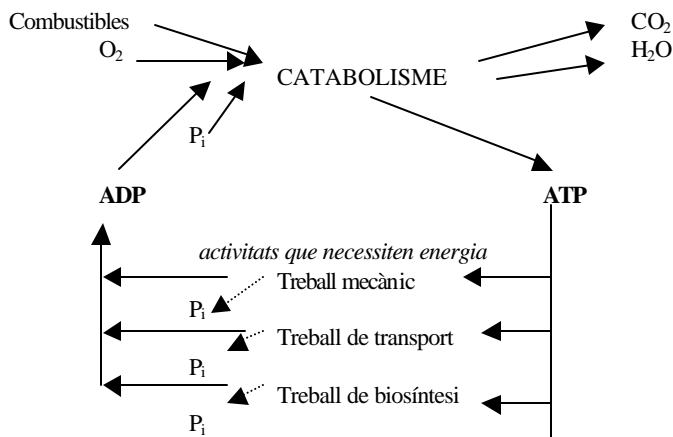 Combustibles
O₂
CO₂
H₂O
CATABOLISME
Pᵢ
ADP
ATP
activitats que necessiten energia
Treball mecànic
Pᵢ
Treball de transport
Pᵢ
Treball de biosíntesi
Pᵢ